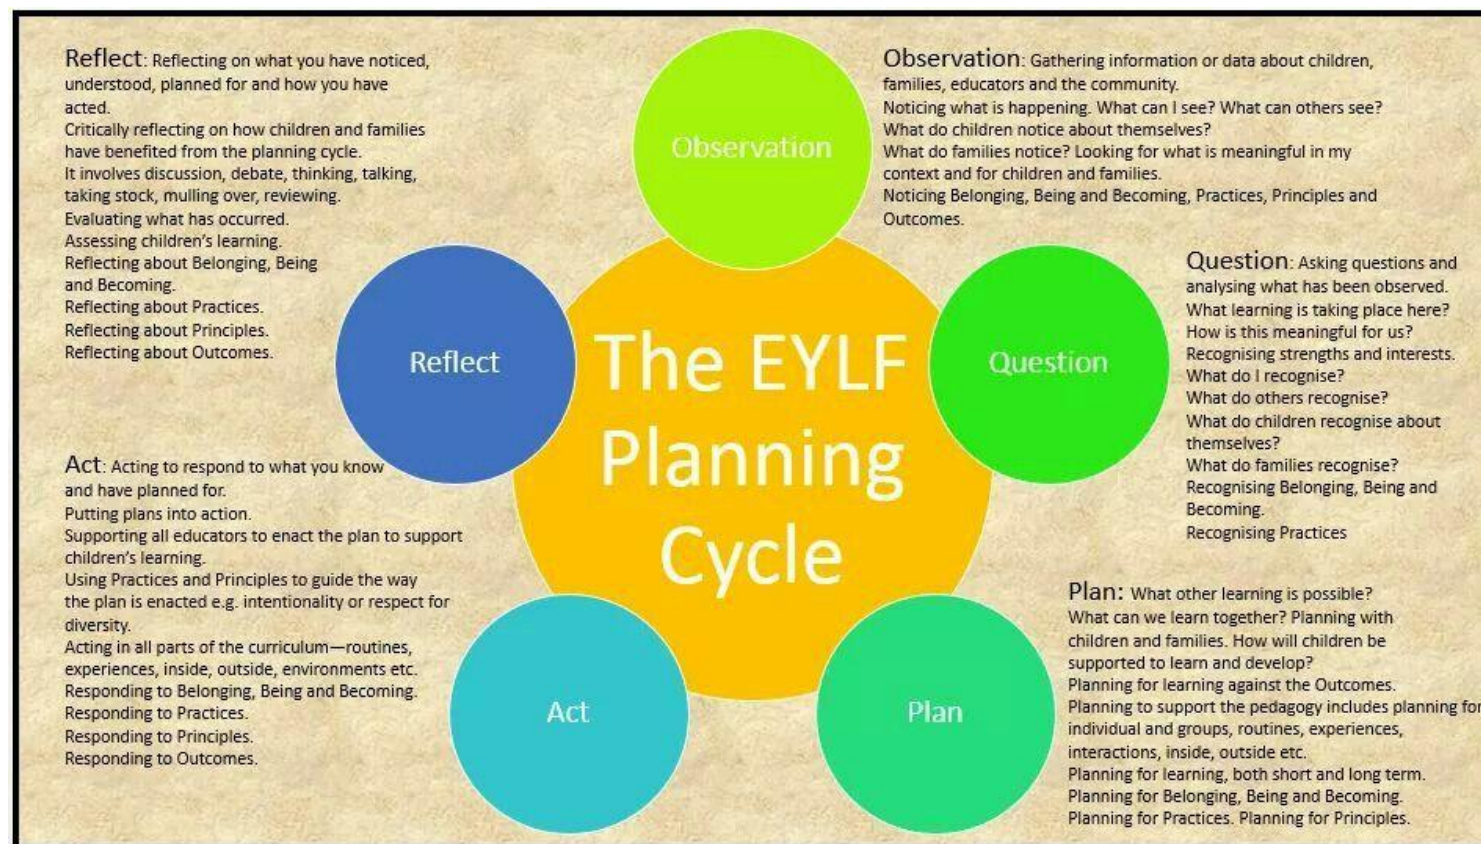 Observation
Question
Plan
Act
Reflect
The EYLF
Planning
Cycle
Observation: Gathering information or data about children,
families, educators and the community.
Noticing what is happening. What can I see? What can others see?
What do children notice about themselves?
What do families notice? Looking for what is meaningful in my
context and for children and families.
Noticing Belonging, Being and Becoming, Practices, Principles and
Outcomes.
Question: Asking questions and
analysing what has been observed.
What learning is taking place here?
How is this meaningful for us?
Recognising strengths and interests.
What do I recognise?
What do others recognise?
What do children recognise about
themselves?
What do families recognise?
Recognising Belonging, Being and
Becoming.
Recognising Practices
Plan: What other learning is possible?
What can we learn together? Planning with
children and families. How will children be
supported to learn and develop?
Planning for learning against the Outcomes.
Planning to support the pedagogy includes planning for
individual and groups, routines, experiences,
interactions, inside, outside etc.
Planning for learning, both short and long term.
Planning for Belonging, Being and Becoming.
Planning for Practices. Planning for Principles.
Act: Acting to respond to what you know
and have planned for.
Putting plans into action.
Supporting all educators to enact the plan to support
children’s learning.
Using Practices and Principles to guide the way
the plan is enacted e.g. intentionality or respect for
diversity.
Acting in all parts of the curriculum—routines,
experiences, inside, outside, environments etc.
Responding to Belonging, Being and Becoming.
Responding to Practices.
Responding to Principles.
Responding to Outcomes.
Reflect: Reflecting on what you have noticed,
understood, planned for and how you have
acted.
Critically reflecting on how children and families
have benefited from the planning cycle.
It involves discussion, debate, thinking, talking,
taking stock, mulling over, reviewing.
Evaluating what has occurred.
Assessing children’s learning.
Reflecting about Belonging, Being
and Becoming.
Reflecting about Practices.
Reflecting about Principles.
Reflecting about Outcomes.